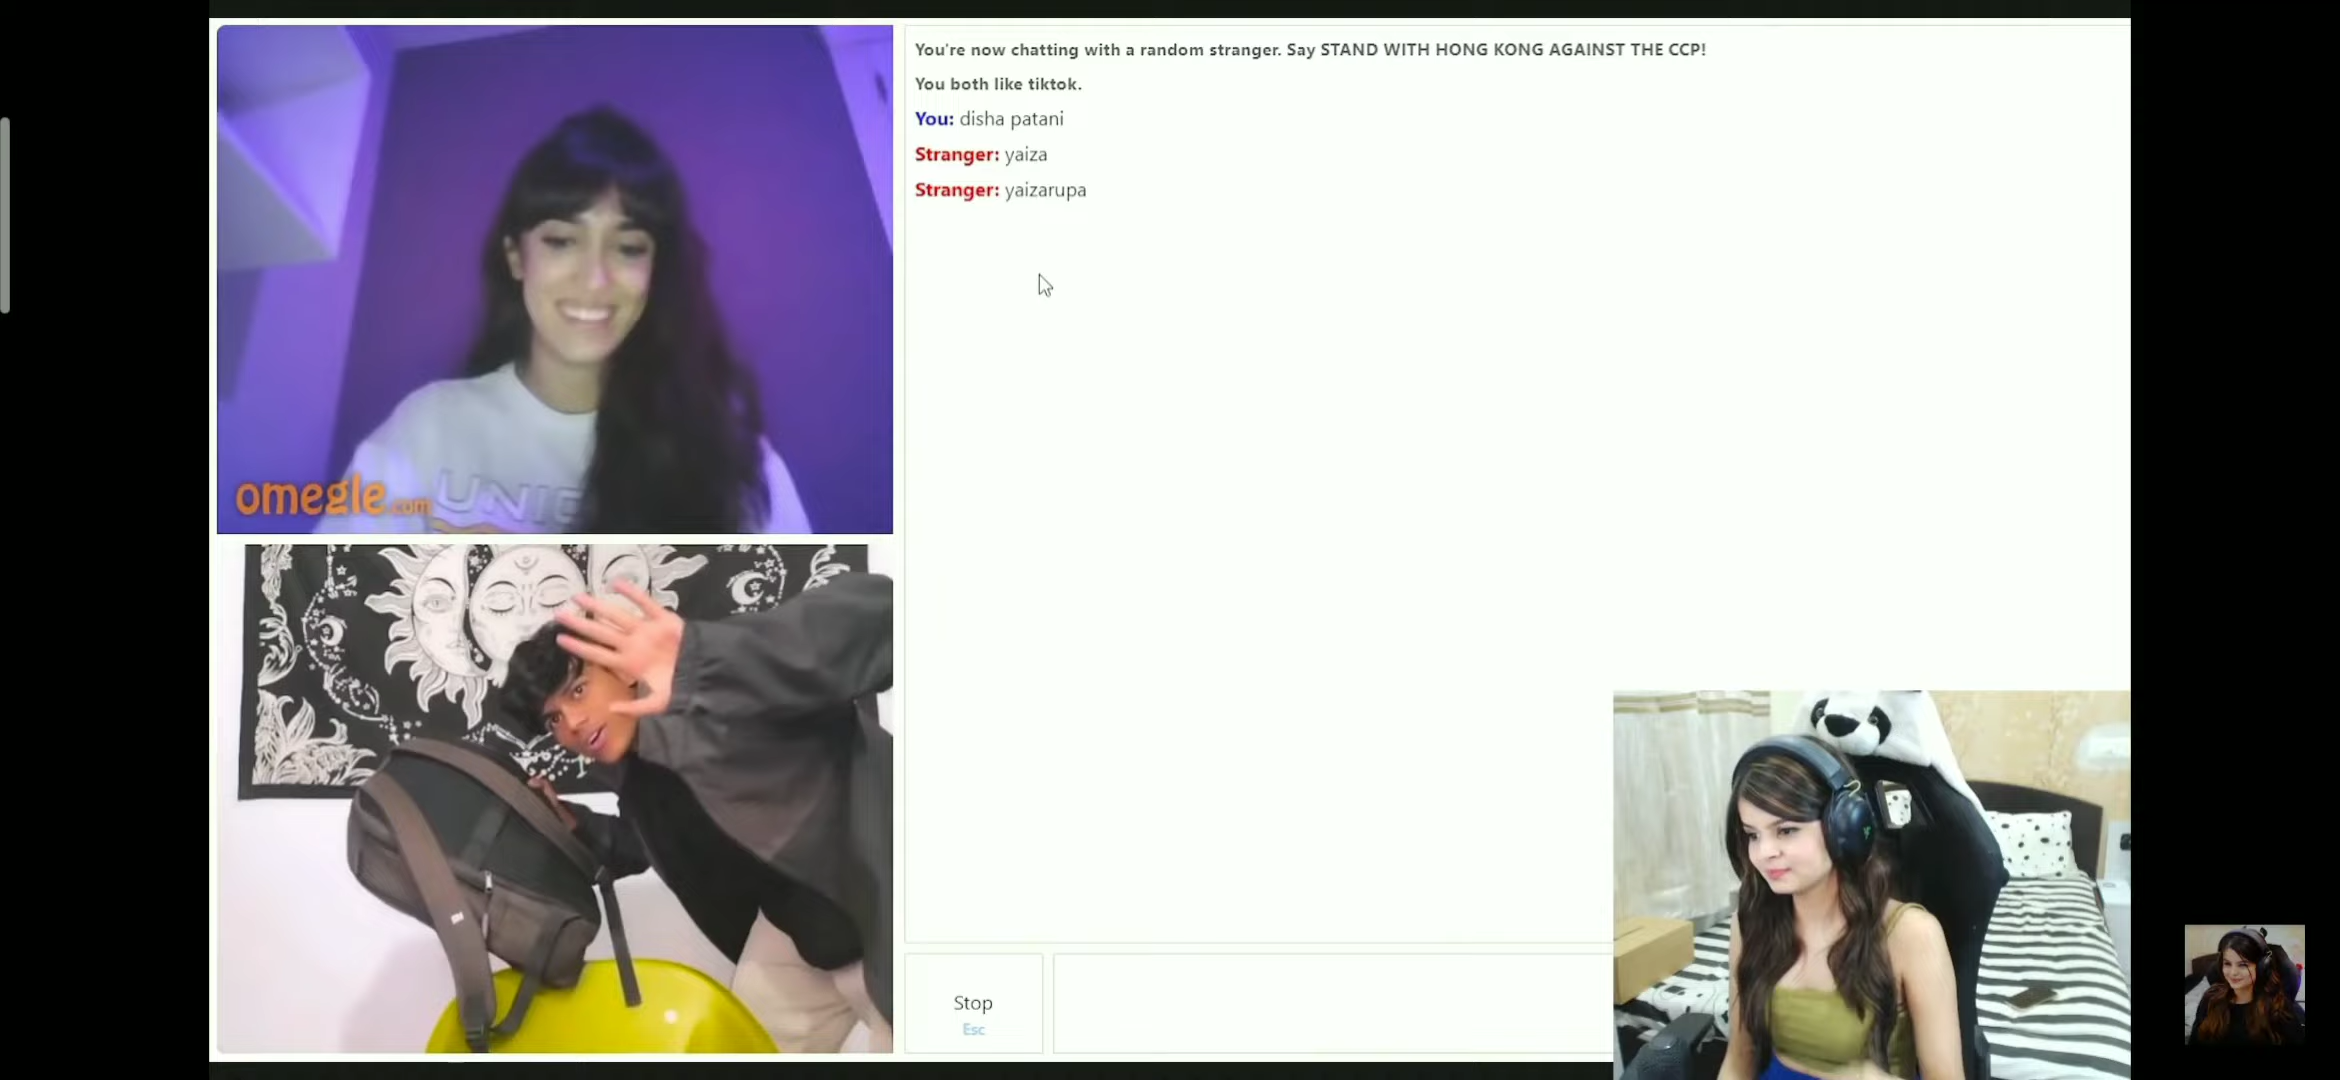 You're now chatting with a random stranger. Say STAND WITH HONG KONG AGAINST THE CCP!
You both like tiktok.
You: disha patani
Stranger: yaiza
Stranger: yaizarupa
omegle.com
Stop
Esc